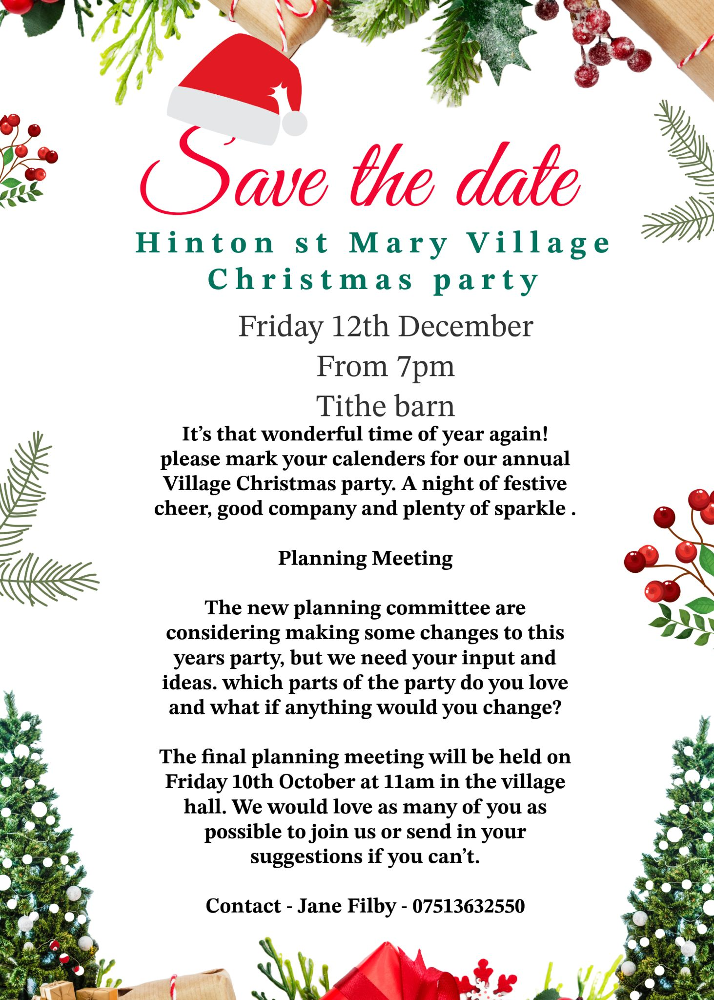 Save the date
Hinton st Mary Village
Christmas party
Friday 12th December
From 7pm
Tithe barn
It’s that wonderful time of year again!
please mark your calenders for our annual
Village Christmas party. A night of festive
cheer, good company and plenty of sparkle .
Planning Meeting
The new planning committee are
considering making some changes to this
years party, but we need your input and
ideas. which parts of the party do you love
and what if anything would you change?
The final planning meeting will be held on
Friday 10th October at 11am in the village
hall. We would love as many of you as
possible to join us or send in your
suggestions if you can’t.
Contact - Jane Filby - 07513632550